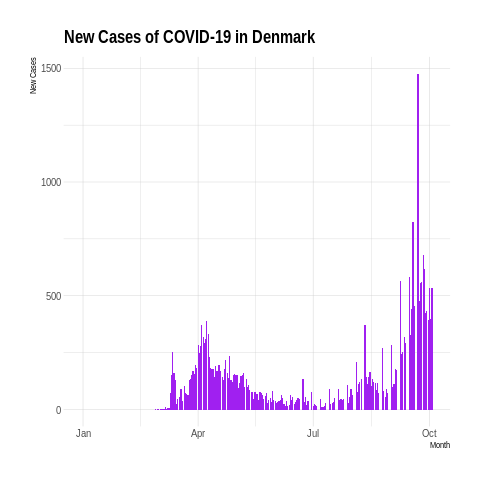 New Cases of COVID-19 in Denmark
New Cases
1500
1000
500
0
Jan
Apr
Jul
Oct
Month